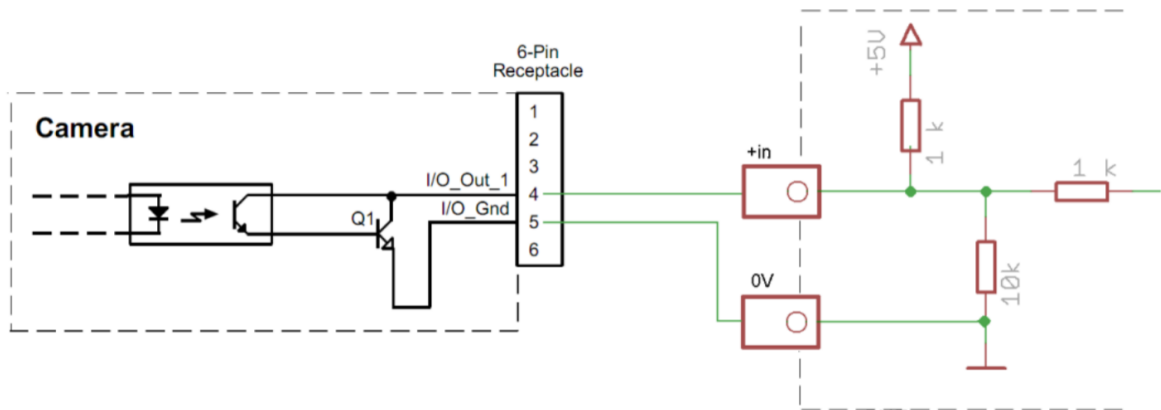 6-Pin
Receptacle
Camera
1
2
3
4
5
6
I/O_Out_1
I/O_Gnd
Q1
+in
0V
+5V
1 k
1 k
10k